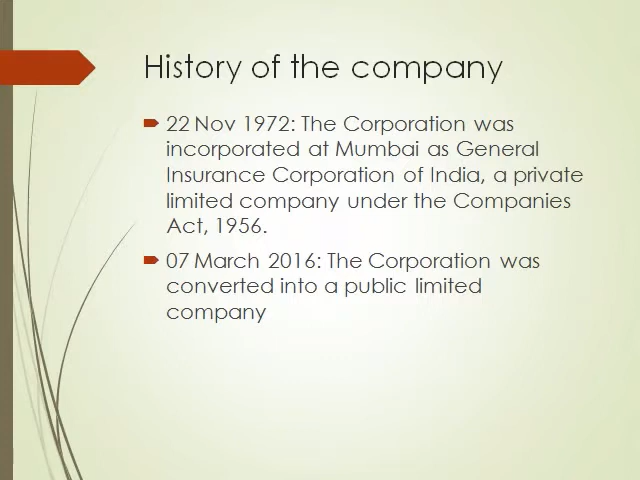 History of the company
22 Nov 1972: The Corporation was
incorporated at Mumbai as General
Insurance Corporation of India, a private
limited company under the Companies
Act, 1956.
07 March 2016: The Corporation was
converted into a public limited
company